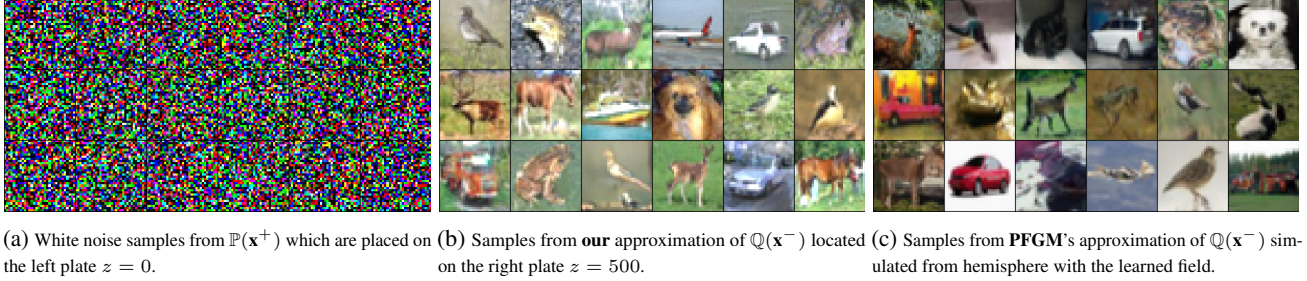 (a) White noise samples from ℙ(x⁺) which are placed on
the left plate z = 0.
(b) Samples from our approximation of ℚ(x⁻) located
on the right plate z = 500.
(c) Samples from PFGM's approximation of ℚ(x⁻) sim-
ulated from hemisphere with the learned field.